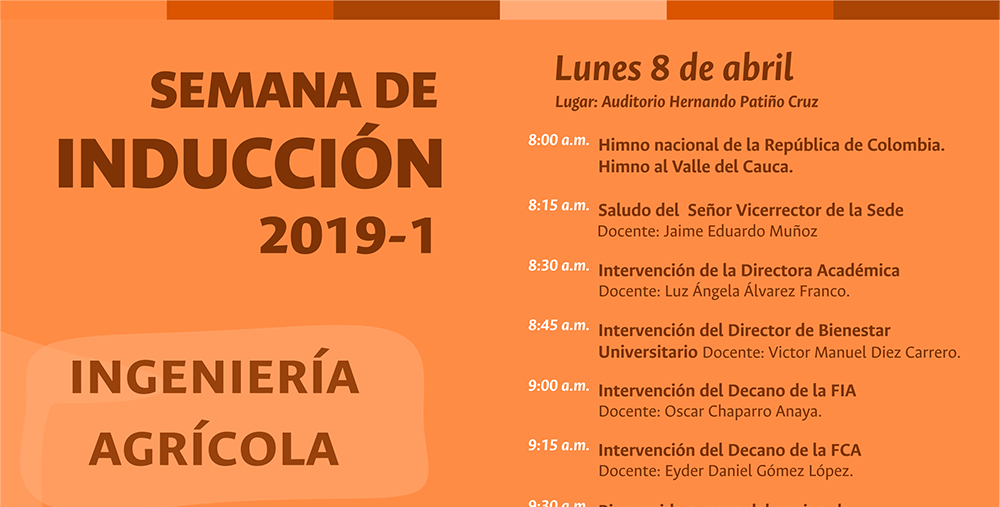 SEMANA DE
INDUCCIÓN
2019-1
INGENIERÍA
AGRÍCOLA
Lunes 8 de abril
Lugar: Auditorio Hernando Patiño Cruz
8:00 a.m. Himno nacional de la República de Colombia.
Himno al Valle del Cauca.
8:15 a.m. Saludo del Señor Vicerrector de la Sede
Docente: Jaime Eduardo Muñoz
8:30 a.m. Intervención de la Directora Académica
Docente: Luz Ángela Álvarez Franco.
8:45 a.m. Intervención del Director de Bienestar
Universitario Docente: Victor Manuel Diez Carrero.
9:00 a.m. Intervención del Decano de la FIA
Docente: Oscar Chaparro Anaya.
9:15 a.m. Intervención del Decano de la FCA
Docente: Eyder Daniel Gómez López.
9:30 a.m.